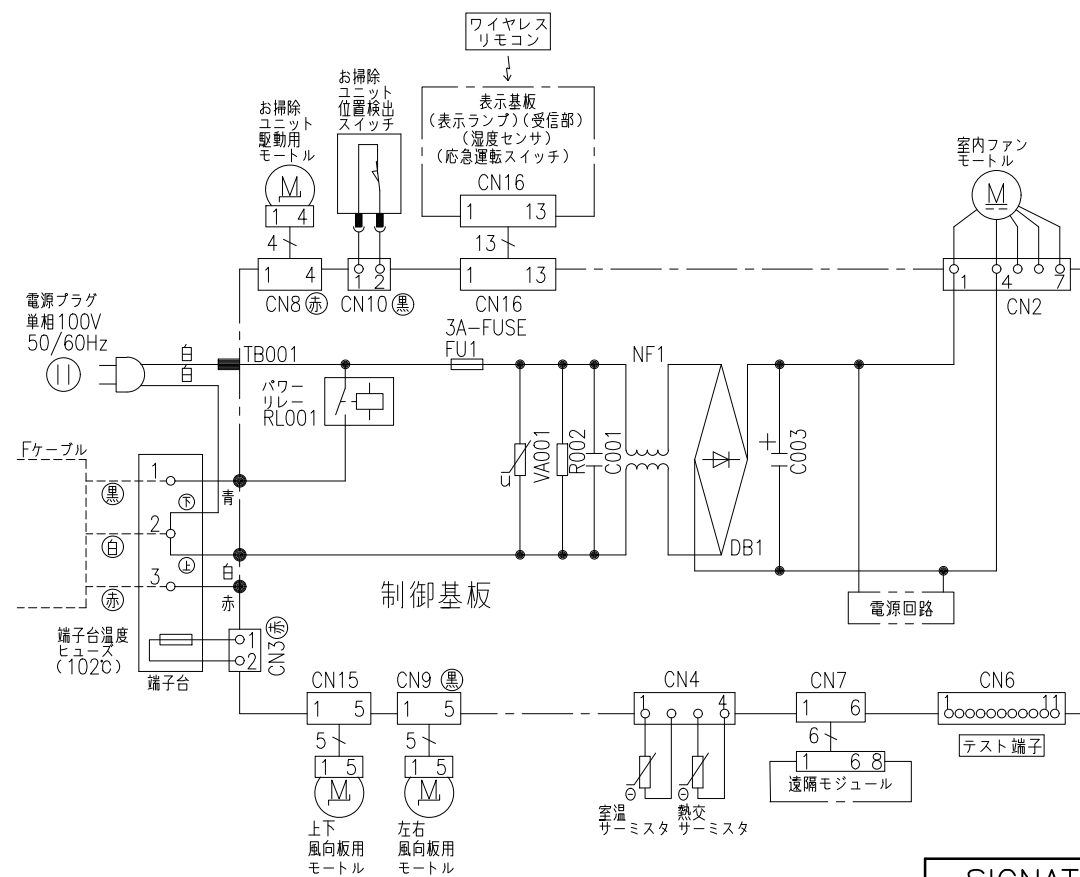 ワイヤレス
リモコン
お掃除
ユニット
位置検出
スイッチ
お掃除
ユニット
駆動用
モートル
表示基板
(表示ランプ)(受信部)
(湿度センサ)
(応急運転スイッチ)
室内ファン
モートル
M
M
CN16
1 4
1 13
4
13
1 4
1 2
1 13
1 4 7
CN8 赤
CN10 黒
CN16
CN2
電源プラグ
単相100V
50/60Hz
3A-FUSE
FU1
白
白
TB001
NF1
パワー
リレー
RL001
VA001
R002
C001
+
C003
u
DB1
Fケーブル
1
黒
下
青
2
白
上
白
3
赤
赤
制御基板
電源回路
端子台温度
ヒューズ
(102℃)
端子台
1
2
CN3 赤
CN15
CN9 黒
CN4
CN7
CN6
1 5
1 5
1 4
1 6
1 11
5
5
6
テスト端子
1 5
1 5
1 6 8
M
M
遠隔モジュール
θ
θ
室温
サーミスタ
熱交
サーミスタ
上下
風向板用
モートル
左右
風向板用
モートル
SIGNAT